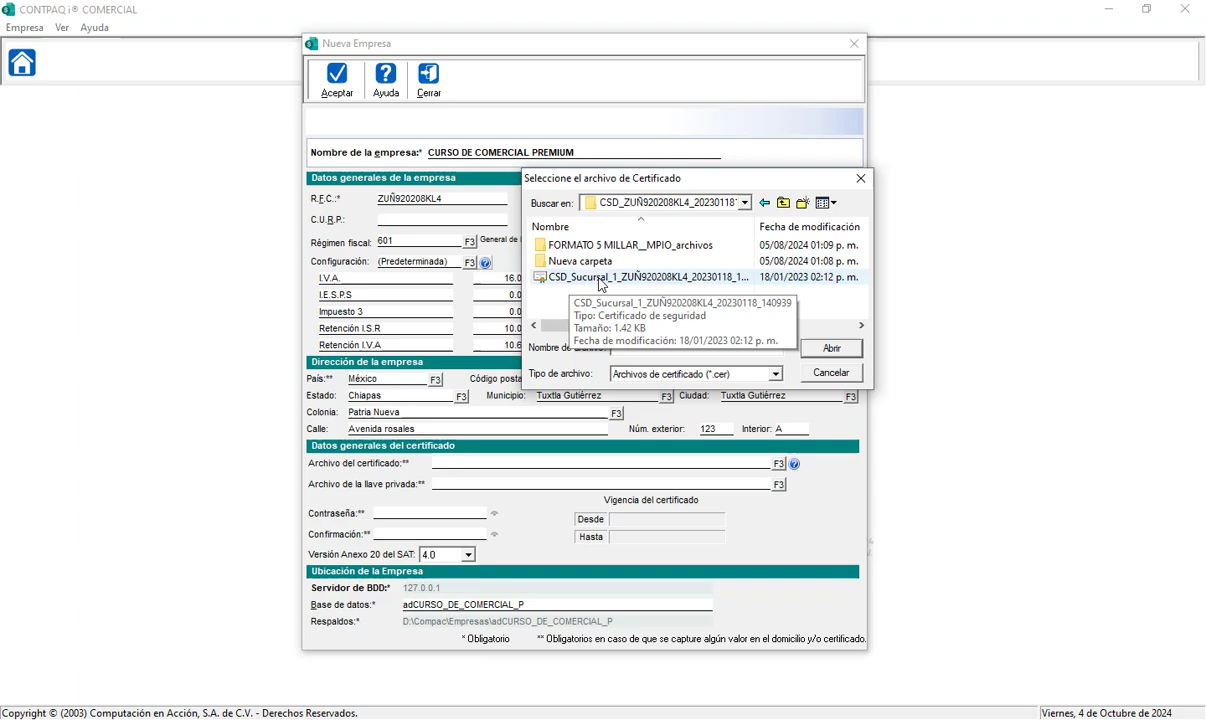 CONTPAQ i® COMERCIAL
Empresa Ver Ayuda
Nueva Empresa
Aceptar Ayuda Cerrar
Nombre de la empresa:* CURSO DE COMERCIAL PREMIUM
Datos generales de la empresa
R.F.C.:* ZUÑ920208KL4
C.U.R.P.:
Régimen fiscal: 601 F3 General de l
Configuración: (Predeterminada) F3
I.V.A. 16.0
I.E.S.P.S 0.0
Impuesto 3 0.0
Retención I.S.R 10.0
Retención I.V.A 10.6
Seleccione el archivo de Certificado
Buscar en: CSD_ZUÑ920208KL4_20230118
Nombre Fecha de modificación
FORMATO 5 MILLAR__MPIO_archivos 05/08/2024 01:09 p. m.
Nueva carpeta 05/08/2024 01:08 p. m.
CSD_Sucursal_1_ZUÑ920208KL4_20230118_1... 18/01/2023 02:12 p. m.
CSD_Sucursal_1_ZUÑ920208KL4_20230118_140939
Tipo: Certificado de seguridad
Tamaño: 1.42 KB
Fecha de modificación: 18/01/2023 02:12 p. m.
Nombre de archivo: Abrir
Tipo de archivo: Archivos de certificado (*.cer) Cancelar
Dirección de la empresa
País:* México F3 Código posta
Estado: Chiapas F3 Municipio: Tuxtla Gutiérrez F3 Ciudad: Tuxtla Gutiérrez F3
Colonia: Patria Nueva F3
Calle: Avenida rosales Núm. exterior: 123 Interior: A
Datos generales del certificado
Archivo del certificado:** F3
Archivo de la llave privada:** F3
Vigencia del certificado
Contraseña:** Desde
Confirmación:** Hasta
Versión Anexo 20 del SAT: 4.0
Ubicación de la Empresa
Servidor de BDD:* 127.0.0.1
Base de datos:* adCURSO_DE_COMERCIAL_P
Respaldos:* D:\Compac\Empresas\adCURSO_DE_COMERCIAL_P
* Obligatorio ** Obligatorios en caso de que se capture algún valor en el domicilio y/o certificado.
Copyright © (2003) Computación en Acción, S.A. de C.V. - Derechos Reservados. Viernes, 4 de Octubre de 2024